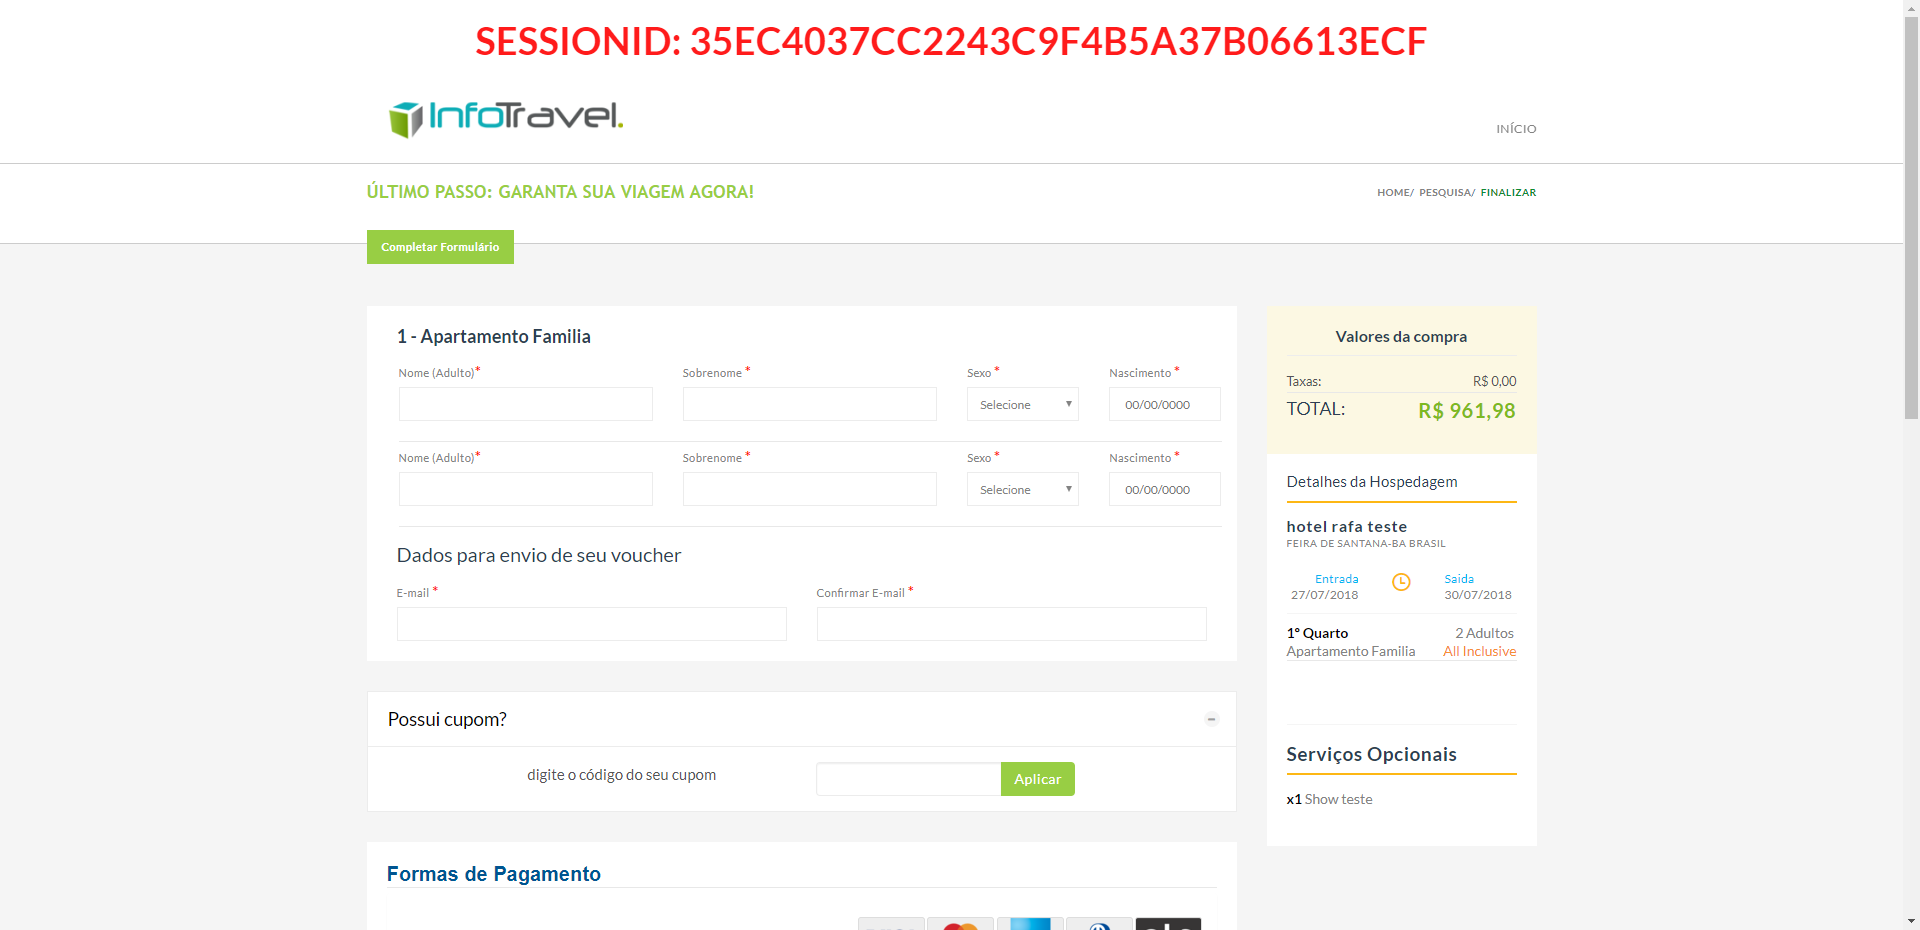 SESSIONID: 35EC4037CC2243C9F4B5A37B06613ECF
InfoTravel.
INÍCIO
ÚLTIMO PASSO: GARANTA SUA VIAGEM AGORA!
HOME/ PESQUISA/ FINALIZAR
Completar Formulário
1 - Apartamento Familia
Nome (Adulto)* Sobrenome * Sexo * Nascimento *
Selecione 00/00/0000
Nome (Adulto)* Sobrenome * Sexo * Nascimento *
Selecione 00/00/0000
Dados para envio de seu voucher
E-mail * Confirmar E-mail *
Possui cupom?
digite o código do seu cupom
Aplicar
Formas de Pagamento
Valores da compra
Taxas: R$ 0,00
TOTAL: R$ 961,98
Detalhes da Hospedagem
hotel rafa teste
FEIRA DE SANTANA-BA BRASIL
Entrada Saida
27/07/2018 30/07/2018
1º Quarto 2 Adultos
Apartamento Familia All Inclusive
Serviços Opcionais
x1 Show teste